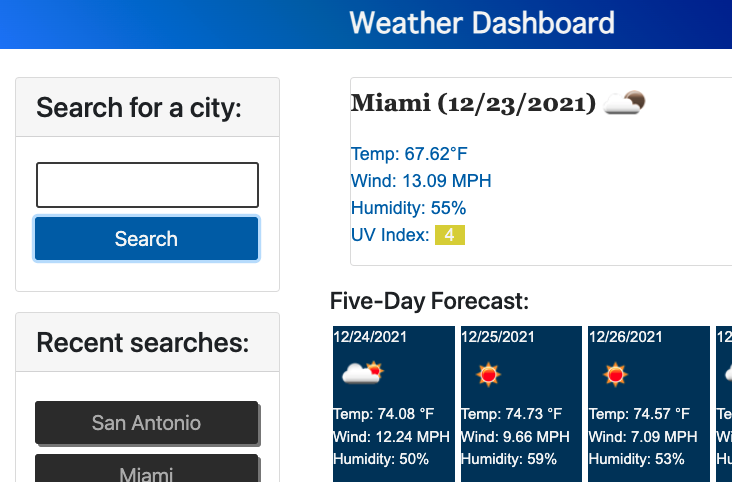 Weather Dashboard
Search for a city:
Search
Recent searches:
San Antonio
Miami
Miami (12/23/2021)
Temp: 67.62°F
Wind: 13.09 MPH
Humidity: 55%
UV Index: 4
Five-Day Forecast:
12/24/2021
Temp: 74.08 °F
Wind: 12.24 MPH
Humidity: 50%
12/25/2021
Temp: 74.73 °F
Wind: 9.66 MPH
Humidity: 59%
12/26/2021
Temp: 74.57 °F
Wind: 7.09 MPH
Humidity: 53%